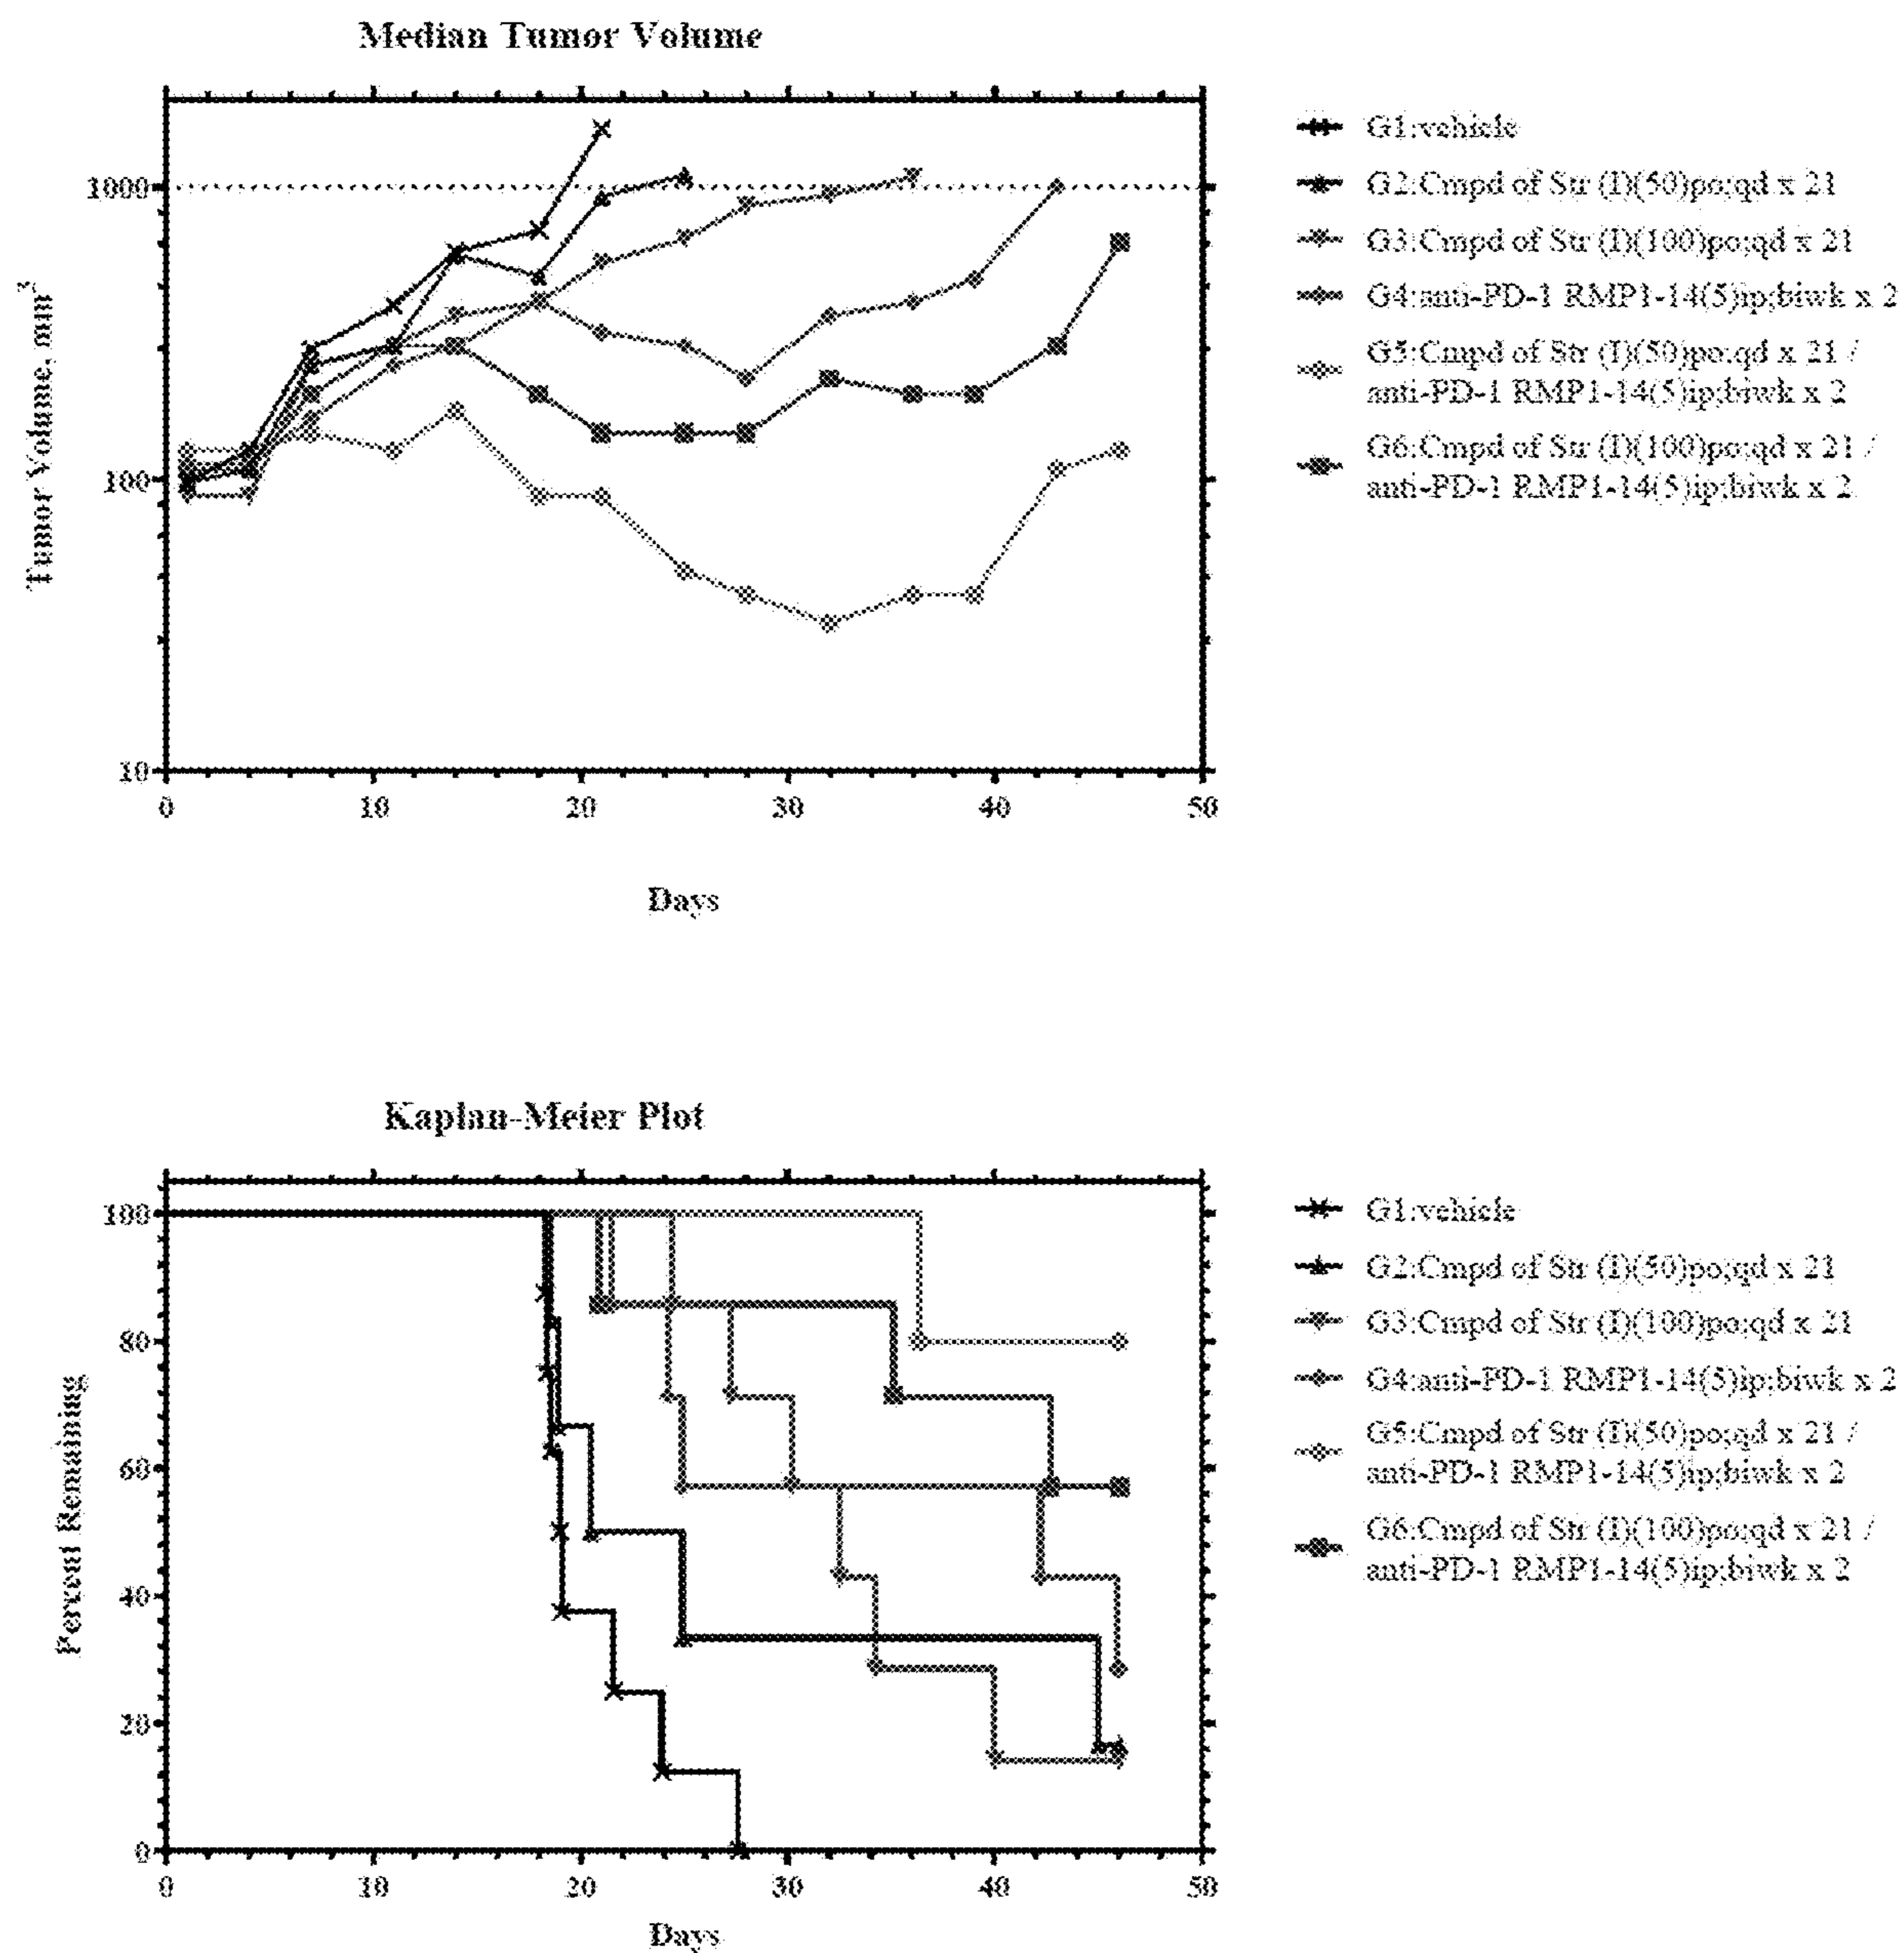 Median Tumor Volume
Tumor Volume, mm³
1000
100
10
0 10 20 30 40 50
Days
G1:vehicle
G2:Cmpd of Str (I)(50)po;qd x 21
G3:Cmpd of Str (I)(100)po;qd x 21
G4:anti-PD-1 RMP1-14(5)ip;biwk x 2
G5:Cmpd of Str (I)(50)po;qd x 21 /
anti-PD-1 RMP1-14(5)ip;biwk x 2
G6:Cmpd of Str (I)(100)po;qd x 21 /
anti-PD-1 RMP1-14(5)ip;biwk x 2
Kaplan-Meier Plot
Percent Remaining
100
80
60
40
20
0
0 10 20 30 40 50
Days
G1:vehicle
G2:Cmpd of Str (I)(50)po;qd x 21
G3:Cmpd of Str (I)(100)po;qd x 21
G4:anti-PD-1 RMP1-14(5)ip;biwk x 2
G5:Cmpd of Str (I)(50)po;qd x 21 /
anti-PD-1 RMP1-14(5)ip;biwk x 2
G6:Cmpd of Str (I)(100)po;qd x 21 /
anti-PD-1 RMP1-14(5)ip;biwk x 2